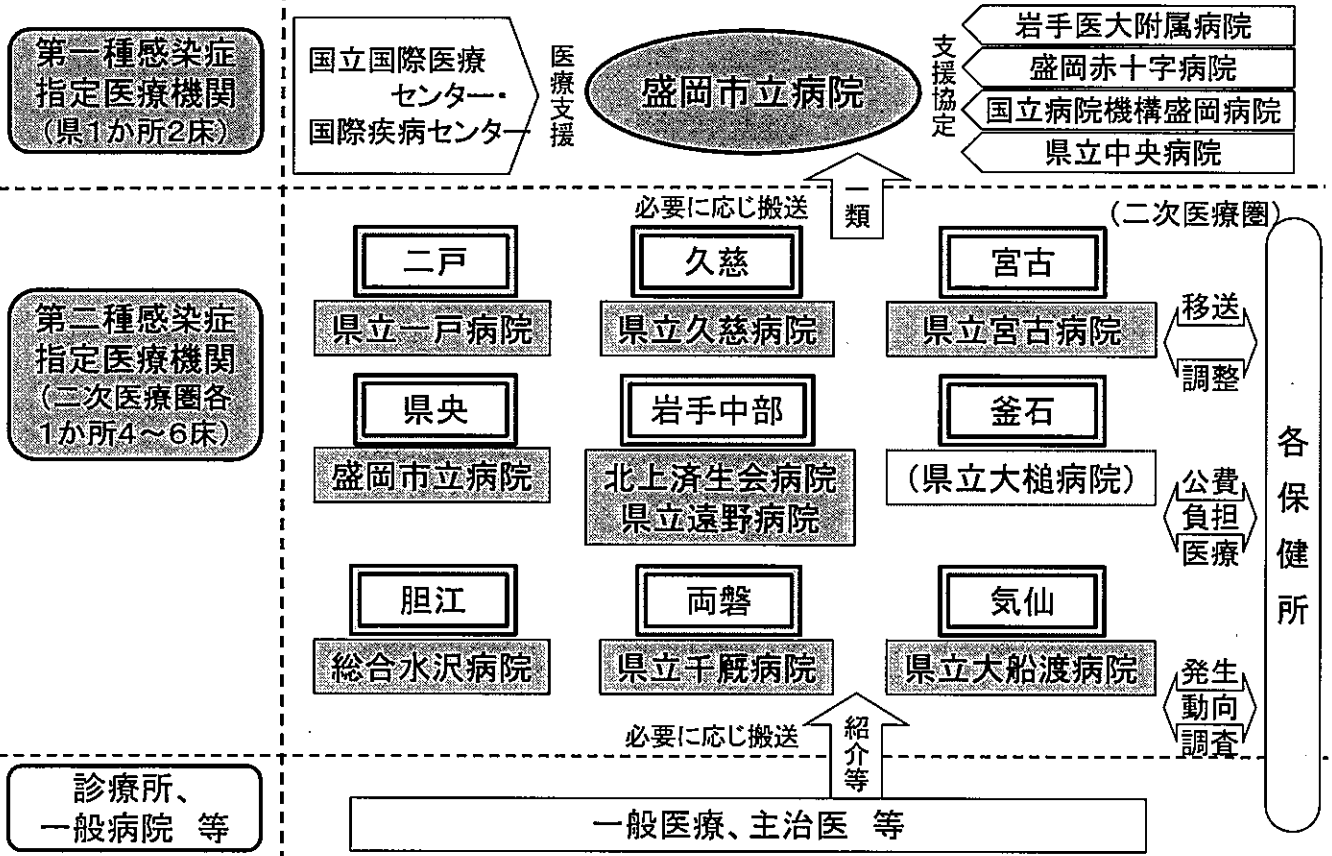 第一種感染症
指定医療機関
(県1か所2床)
国立国際医療
センター・
国際疾病センター
医療支援
盛岡市立病院
支援協定
岩手医大附属病院
盛岡赤十字病院
国立病院機構盛岡病院
県立中央病院
必要に応じ搬送
一類
(二次医療圏)
第二種感染症
指定医療機関
(二次医療圏各
1か所4～6床)
二戸
県立一戸病院
久慈
県立久慈病院
宮古
県立宮古病院
県央
盛岡市立病院
岩手中部
北上済生会病院
県立遠野病院
釜石
(県立大槌病院)
胆江
総合水沢病院
両磐
県立千厩病院
気仙
県立大船渡病院
移送
調整
公費
負担
医療
発生
動向
調査
各保健所
必要に応じ搬送
紹介等
診療所、
一般病院 等
一般医療、主治医 等